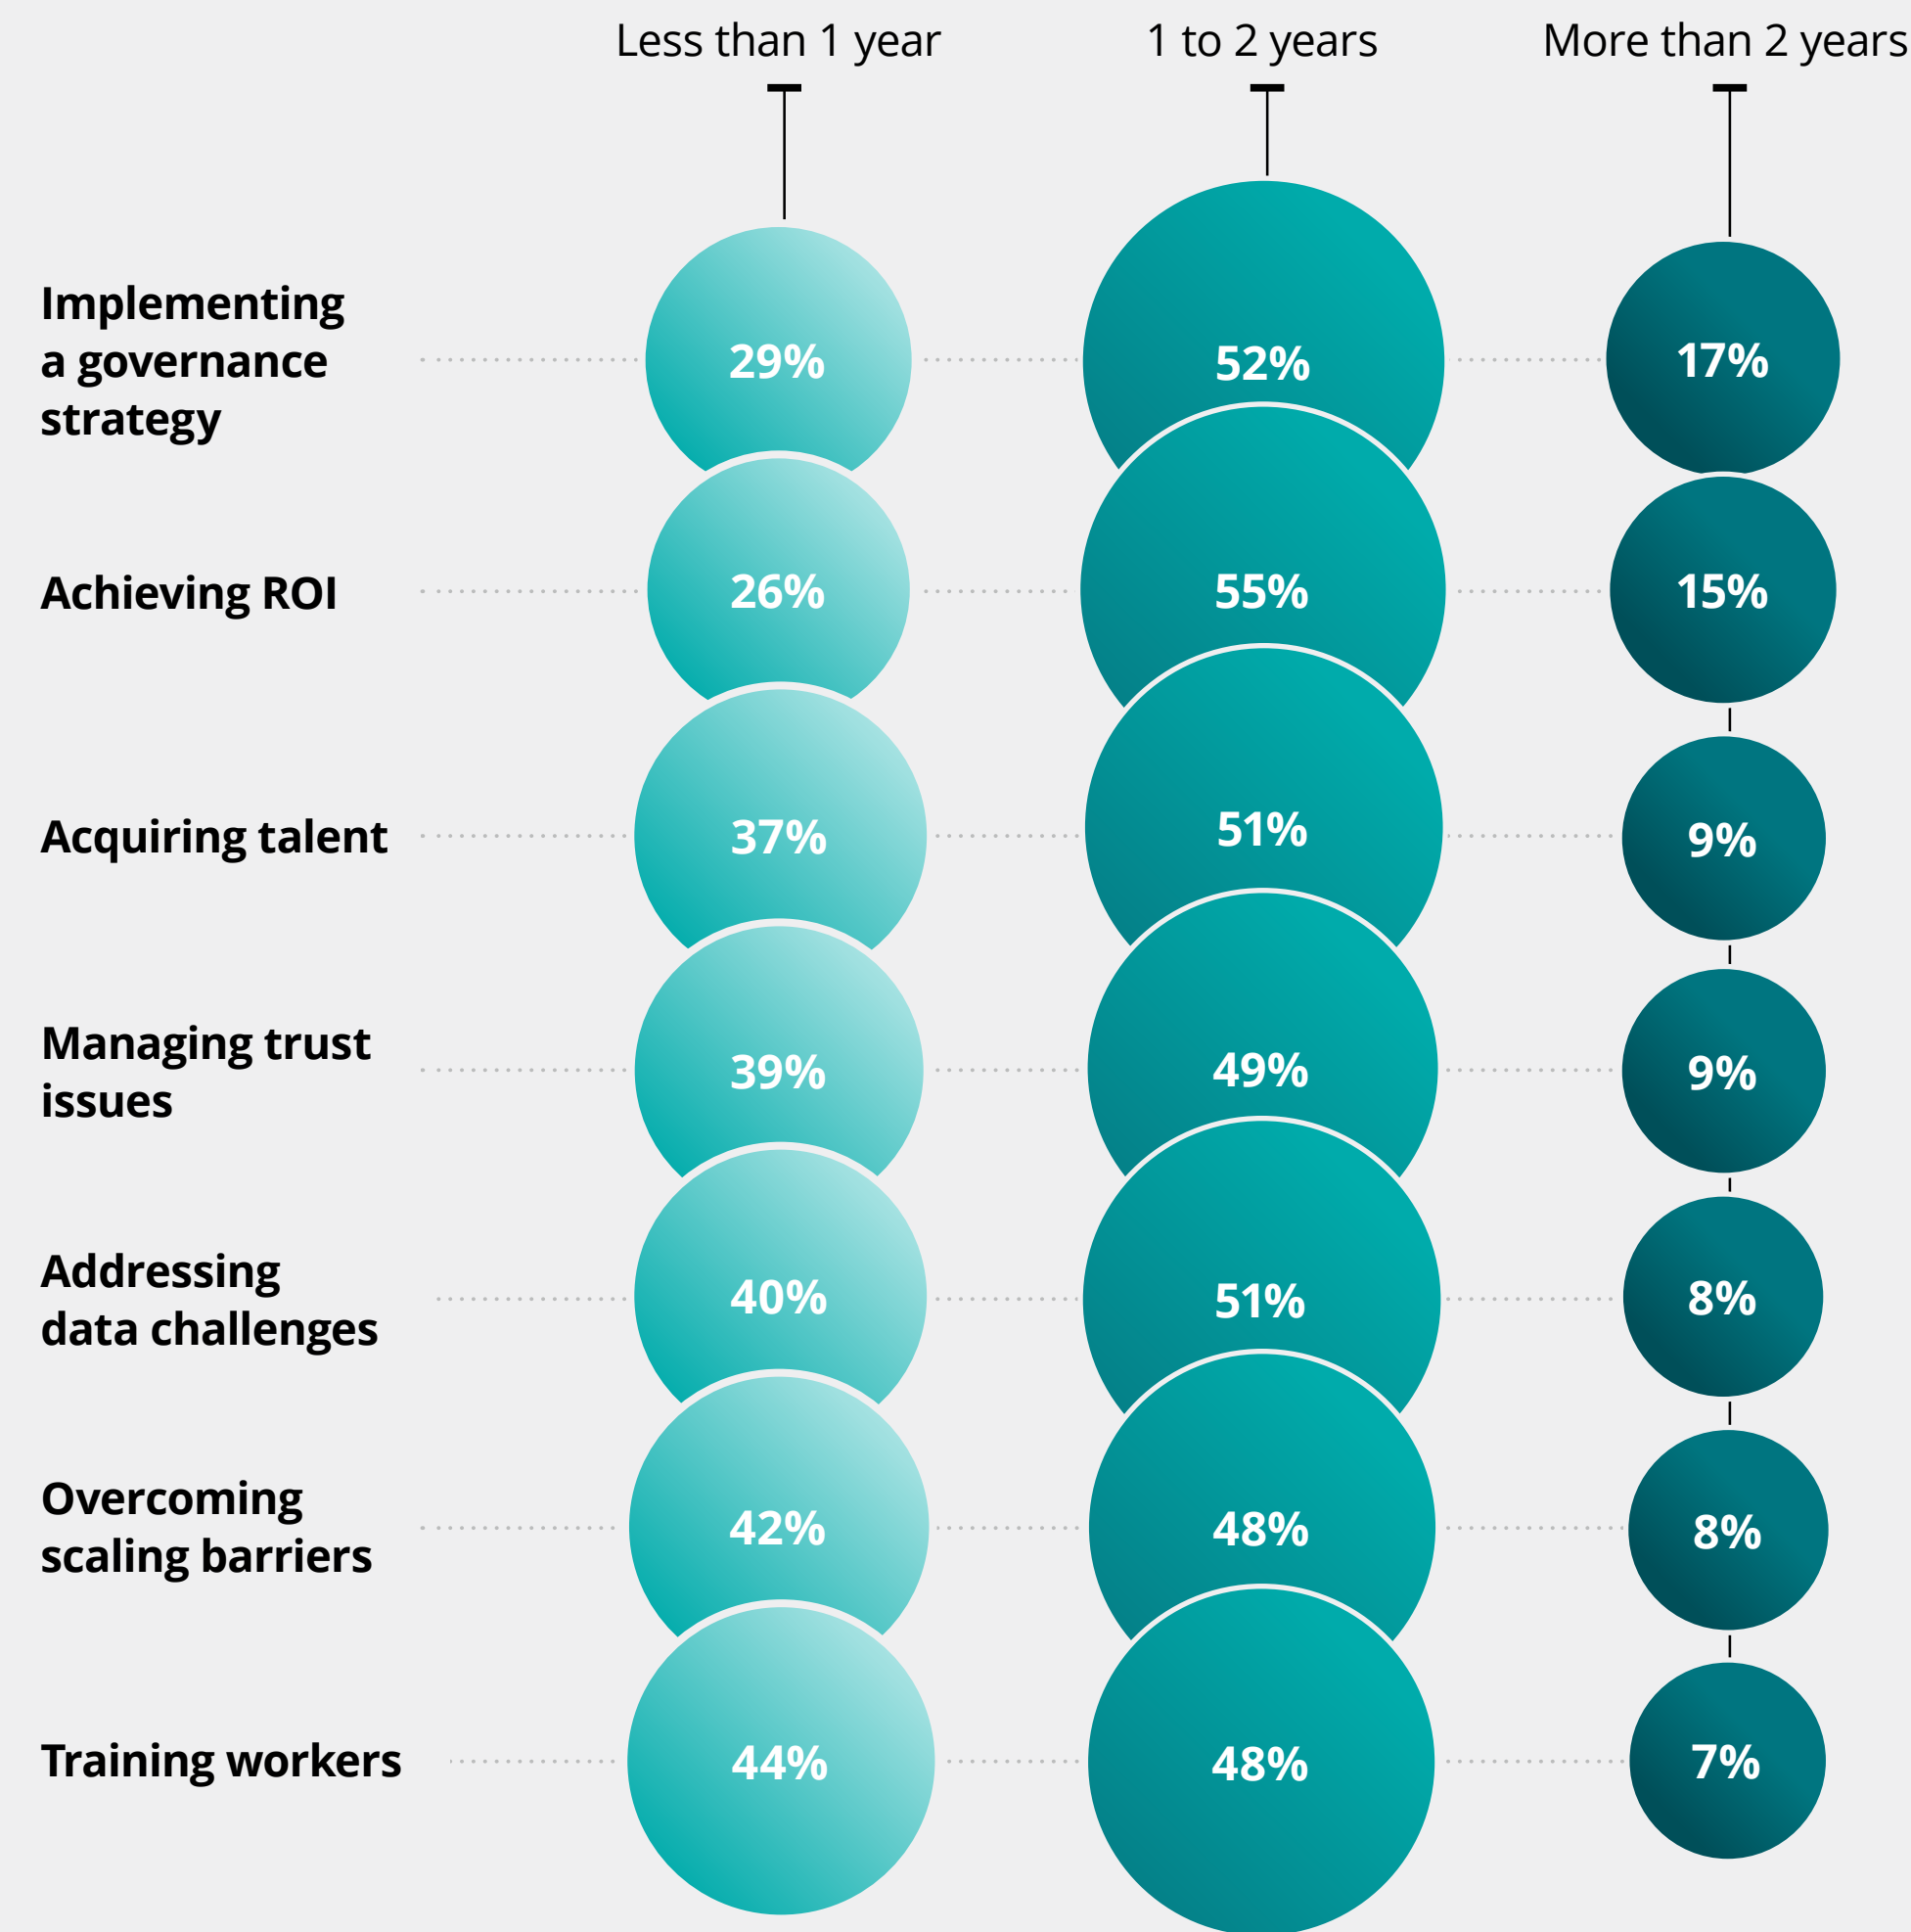 Less than 1 year
1 to 2 years
More than 2 years
Implementing
a governance
strategy
29%
52%
17%
Achieving ROI
26%
55%
15%
Acquiring talent
37%
51%
9%
Managing trust
issues
39%
49%
9%
Addressing
data challenges
40%
51%
8%
Overcoming
scaling barriers
42%
48%
8%
Training workers
44%
48%
7%